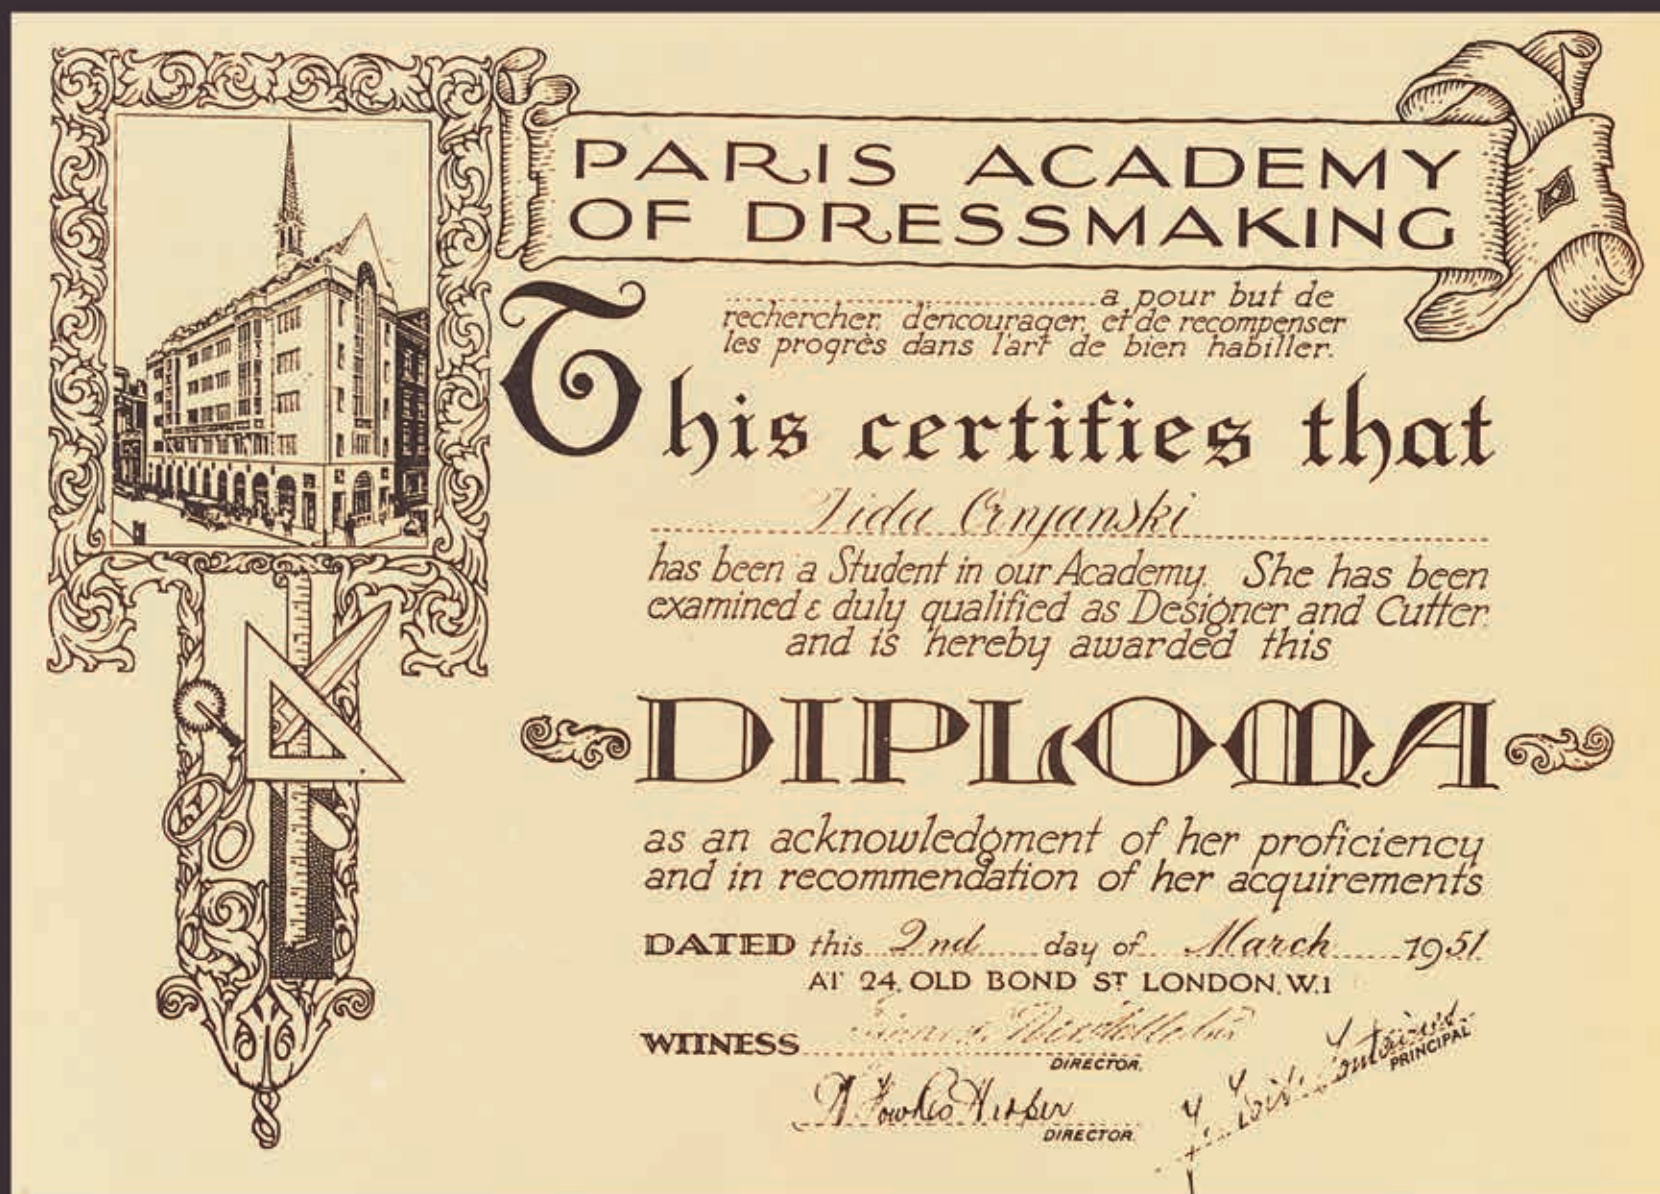 PARIS ACADEMY
OF DRESSMAKING
a pour but de
rechercher, d'encourager, et de recompenser
les progrès dans l'art de bien habiller.
This certifies that
Vida Crnjanski
has been a Student in our Academy. She has been
examined & duly qualified as Designer and Cutter
and is hereby awarded this
DIPLOMA
as an acknowledgment of her proficiency
and in recommendation of her acquirements
DATED this 2nd day of March 1951
AT 24, OLD BOND ST LONDON, W.1
WITNESS
DIRECTOR.
PRINCIPAL
DIRECTOR.